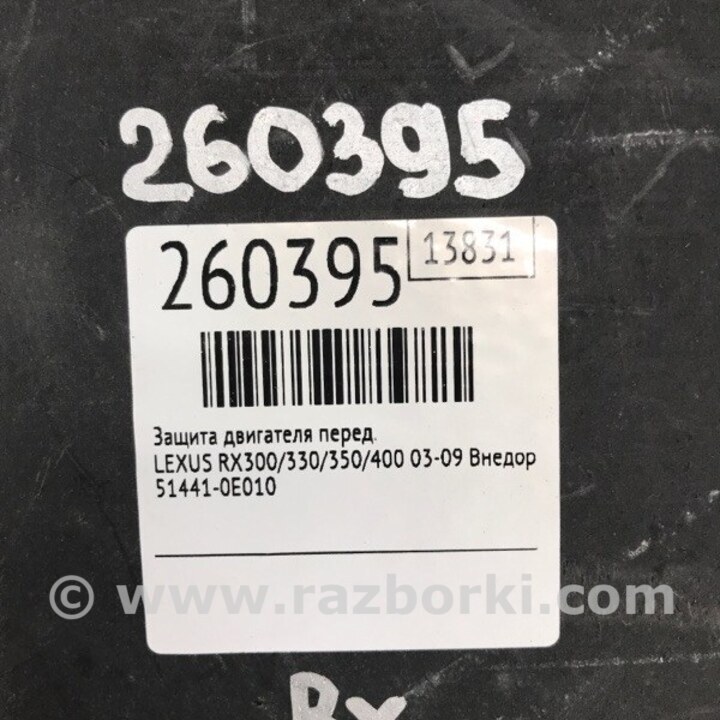 260395
260395 13831
Защита двигателя перед.
LEXUS RX300/330/350/400 03-09 Внедор
51441-0E010
© www.razborki.com
RX